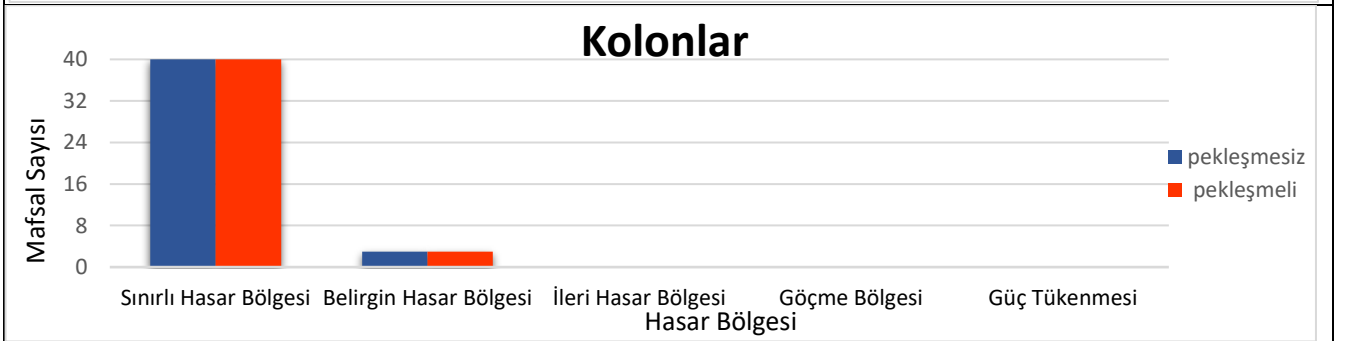 Kolonlar
40
32
24
16
8
0
Mafsal Sayısı
Sınırlı Hasar Bölgesi Belirgin Hasar Bölgesi İleri Hasar Bölgesi Göçme Bölgesi Güç Tükenmesi
Hasar Bölgesi
pekleşmesiz
pekleşmeli